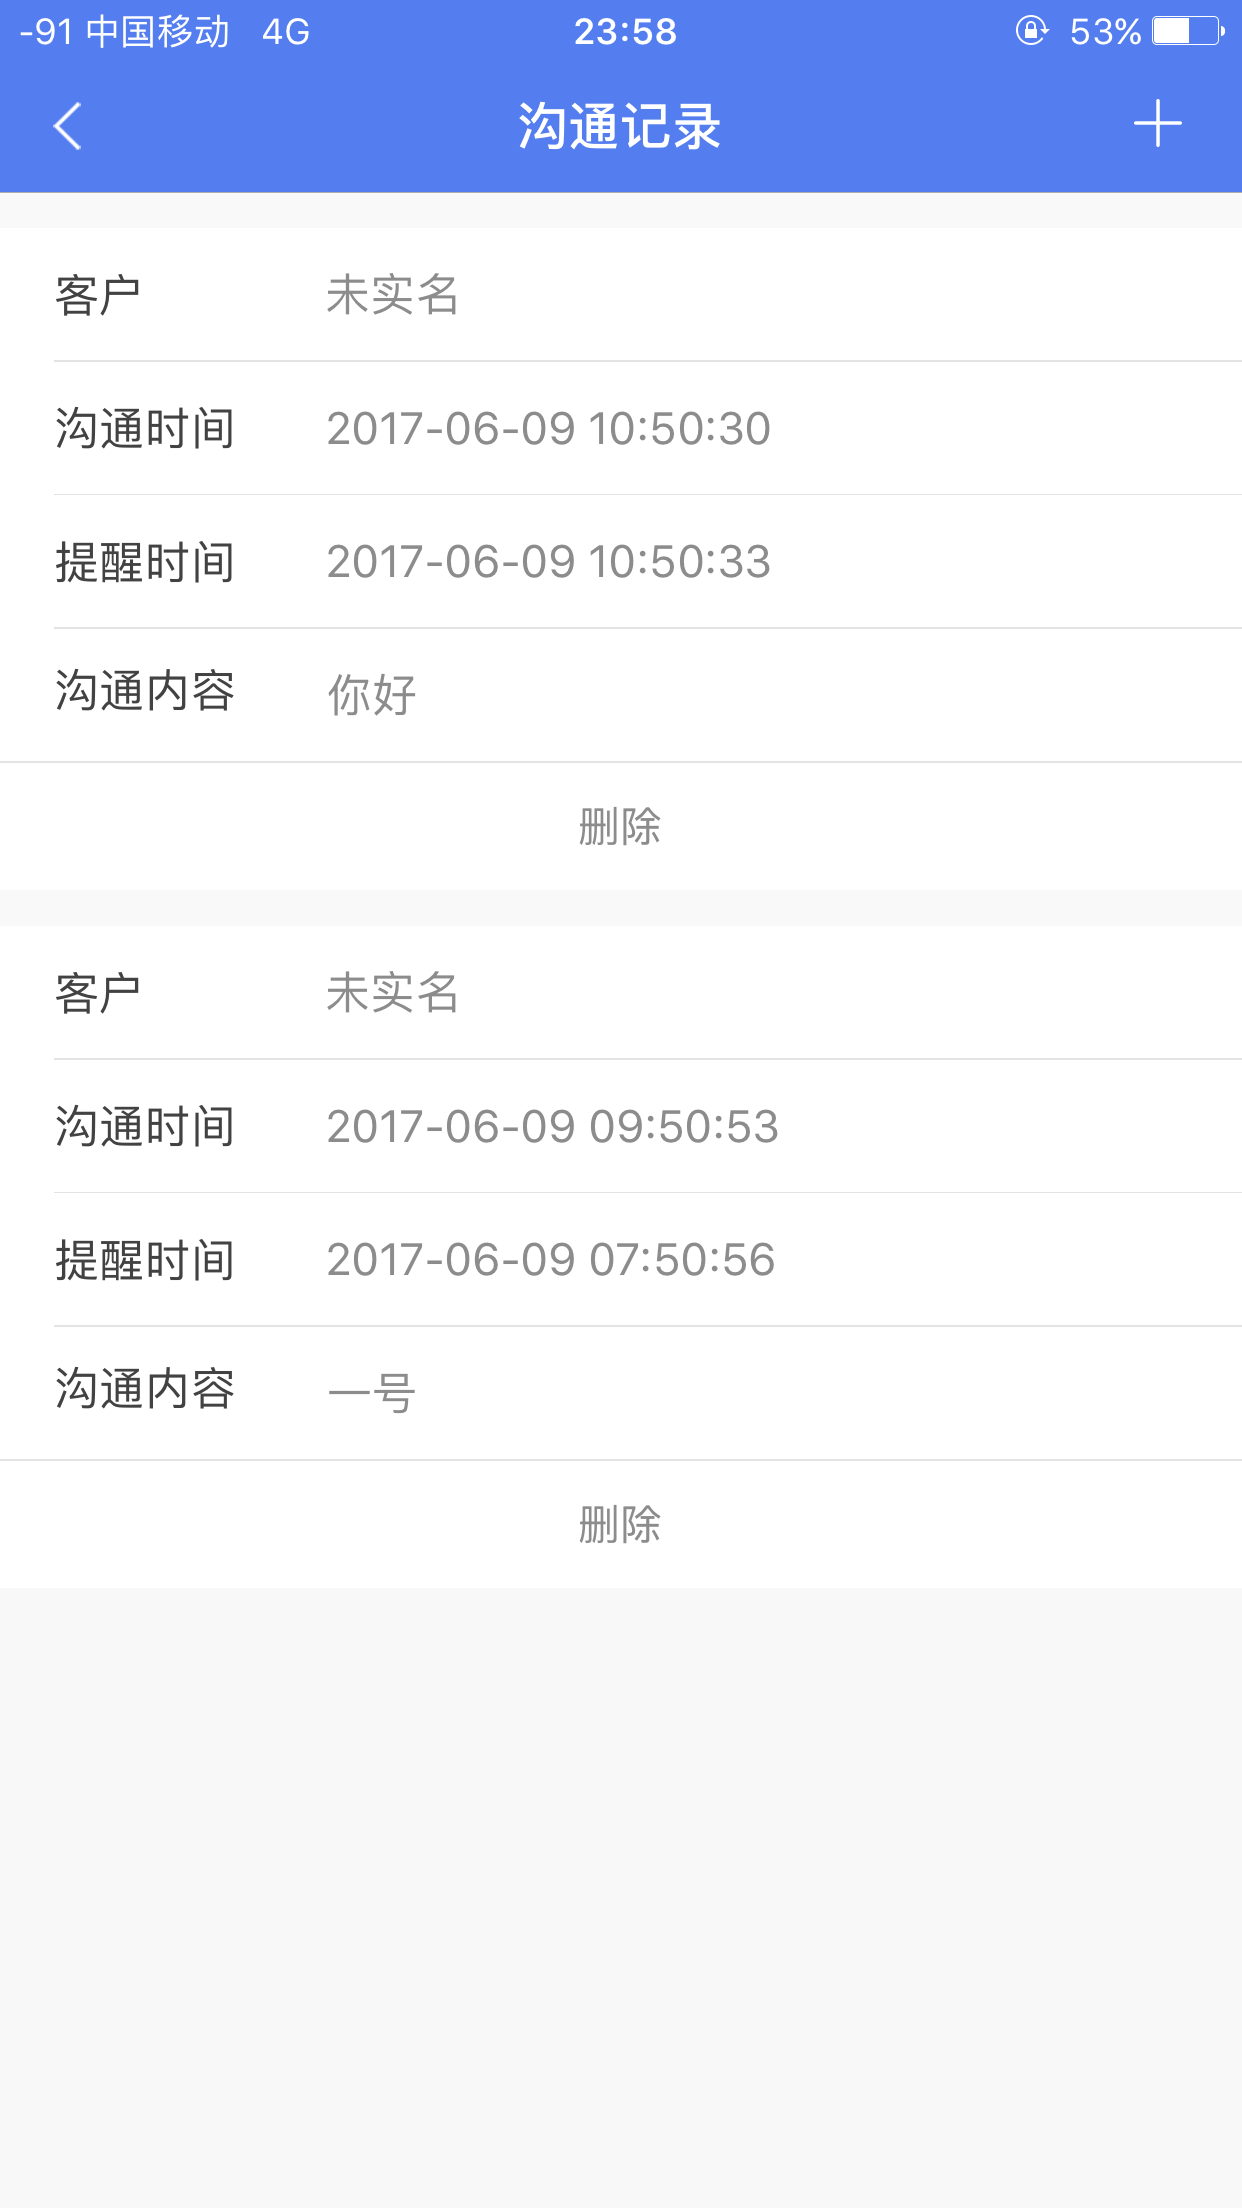 -91 中国移动 4G 23:58 53%
沟通记录
客户 未实名
沟通时间 2017-06-09 10:50:30
提醒时间 2017-06-09 10:50:33
沟通内容 你好
删除
客户 未实名
沟通时间 2017-06-09 09:50:53
提醒时间 2017-06-09 07:50:56
沟通内容 一号
删除